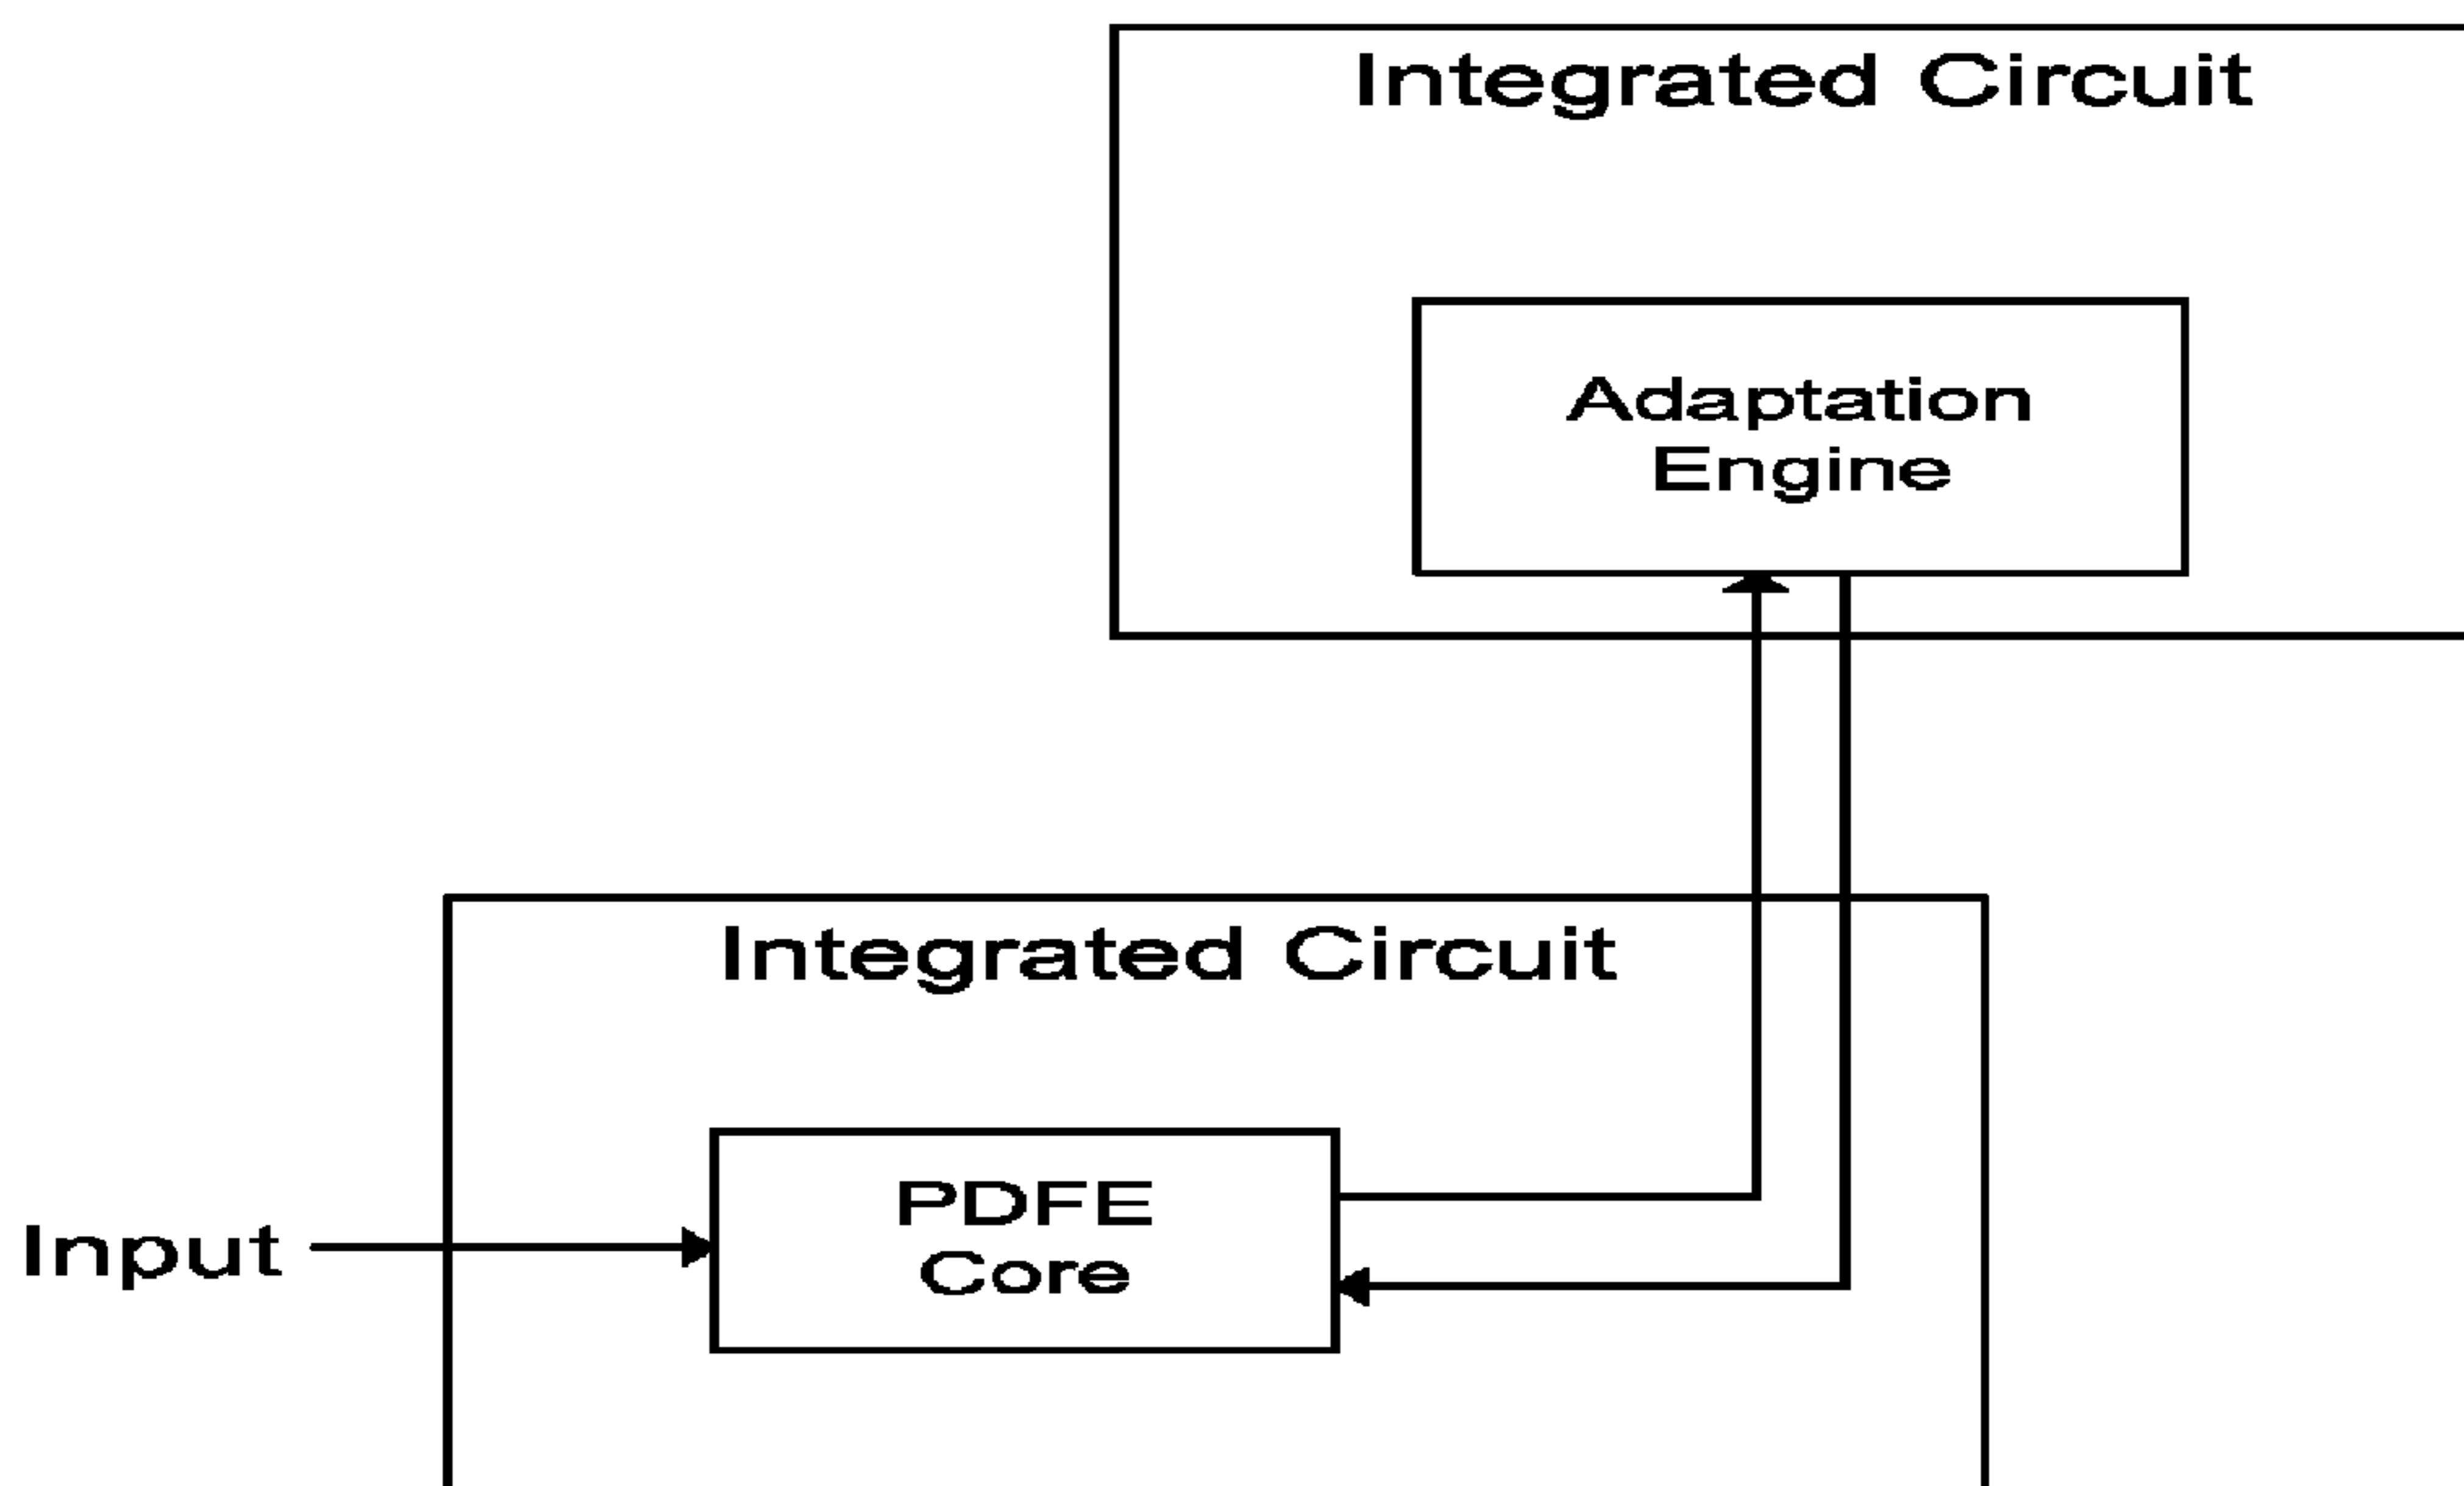 Integrated Circuit
Adaptation
Engine
Integrated Circuit
PDFE
Core
Input